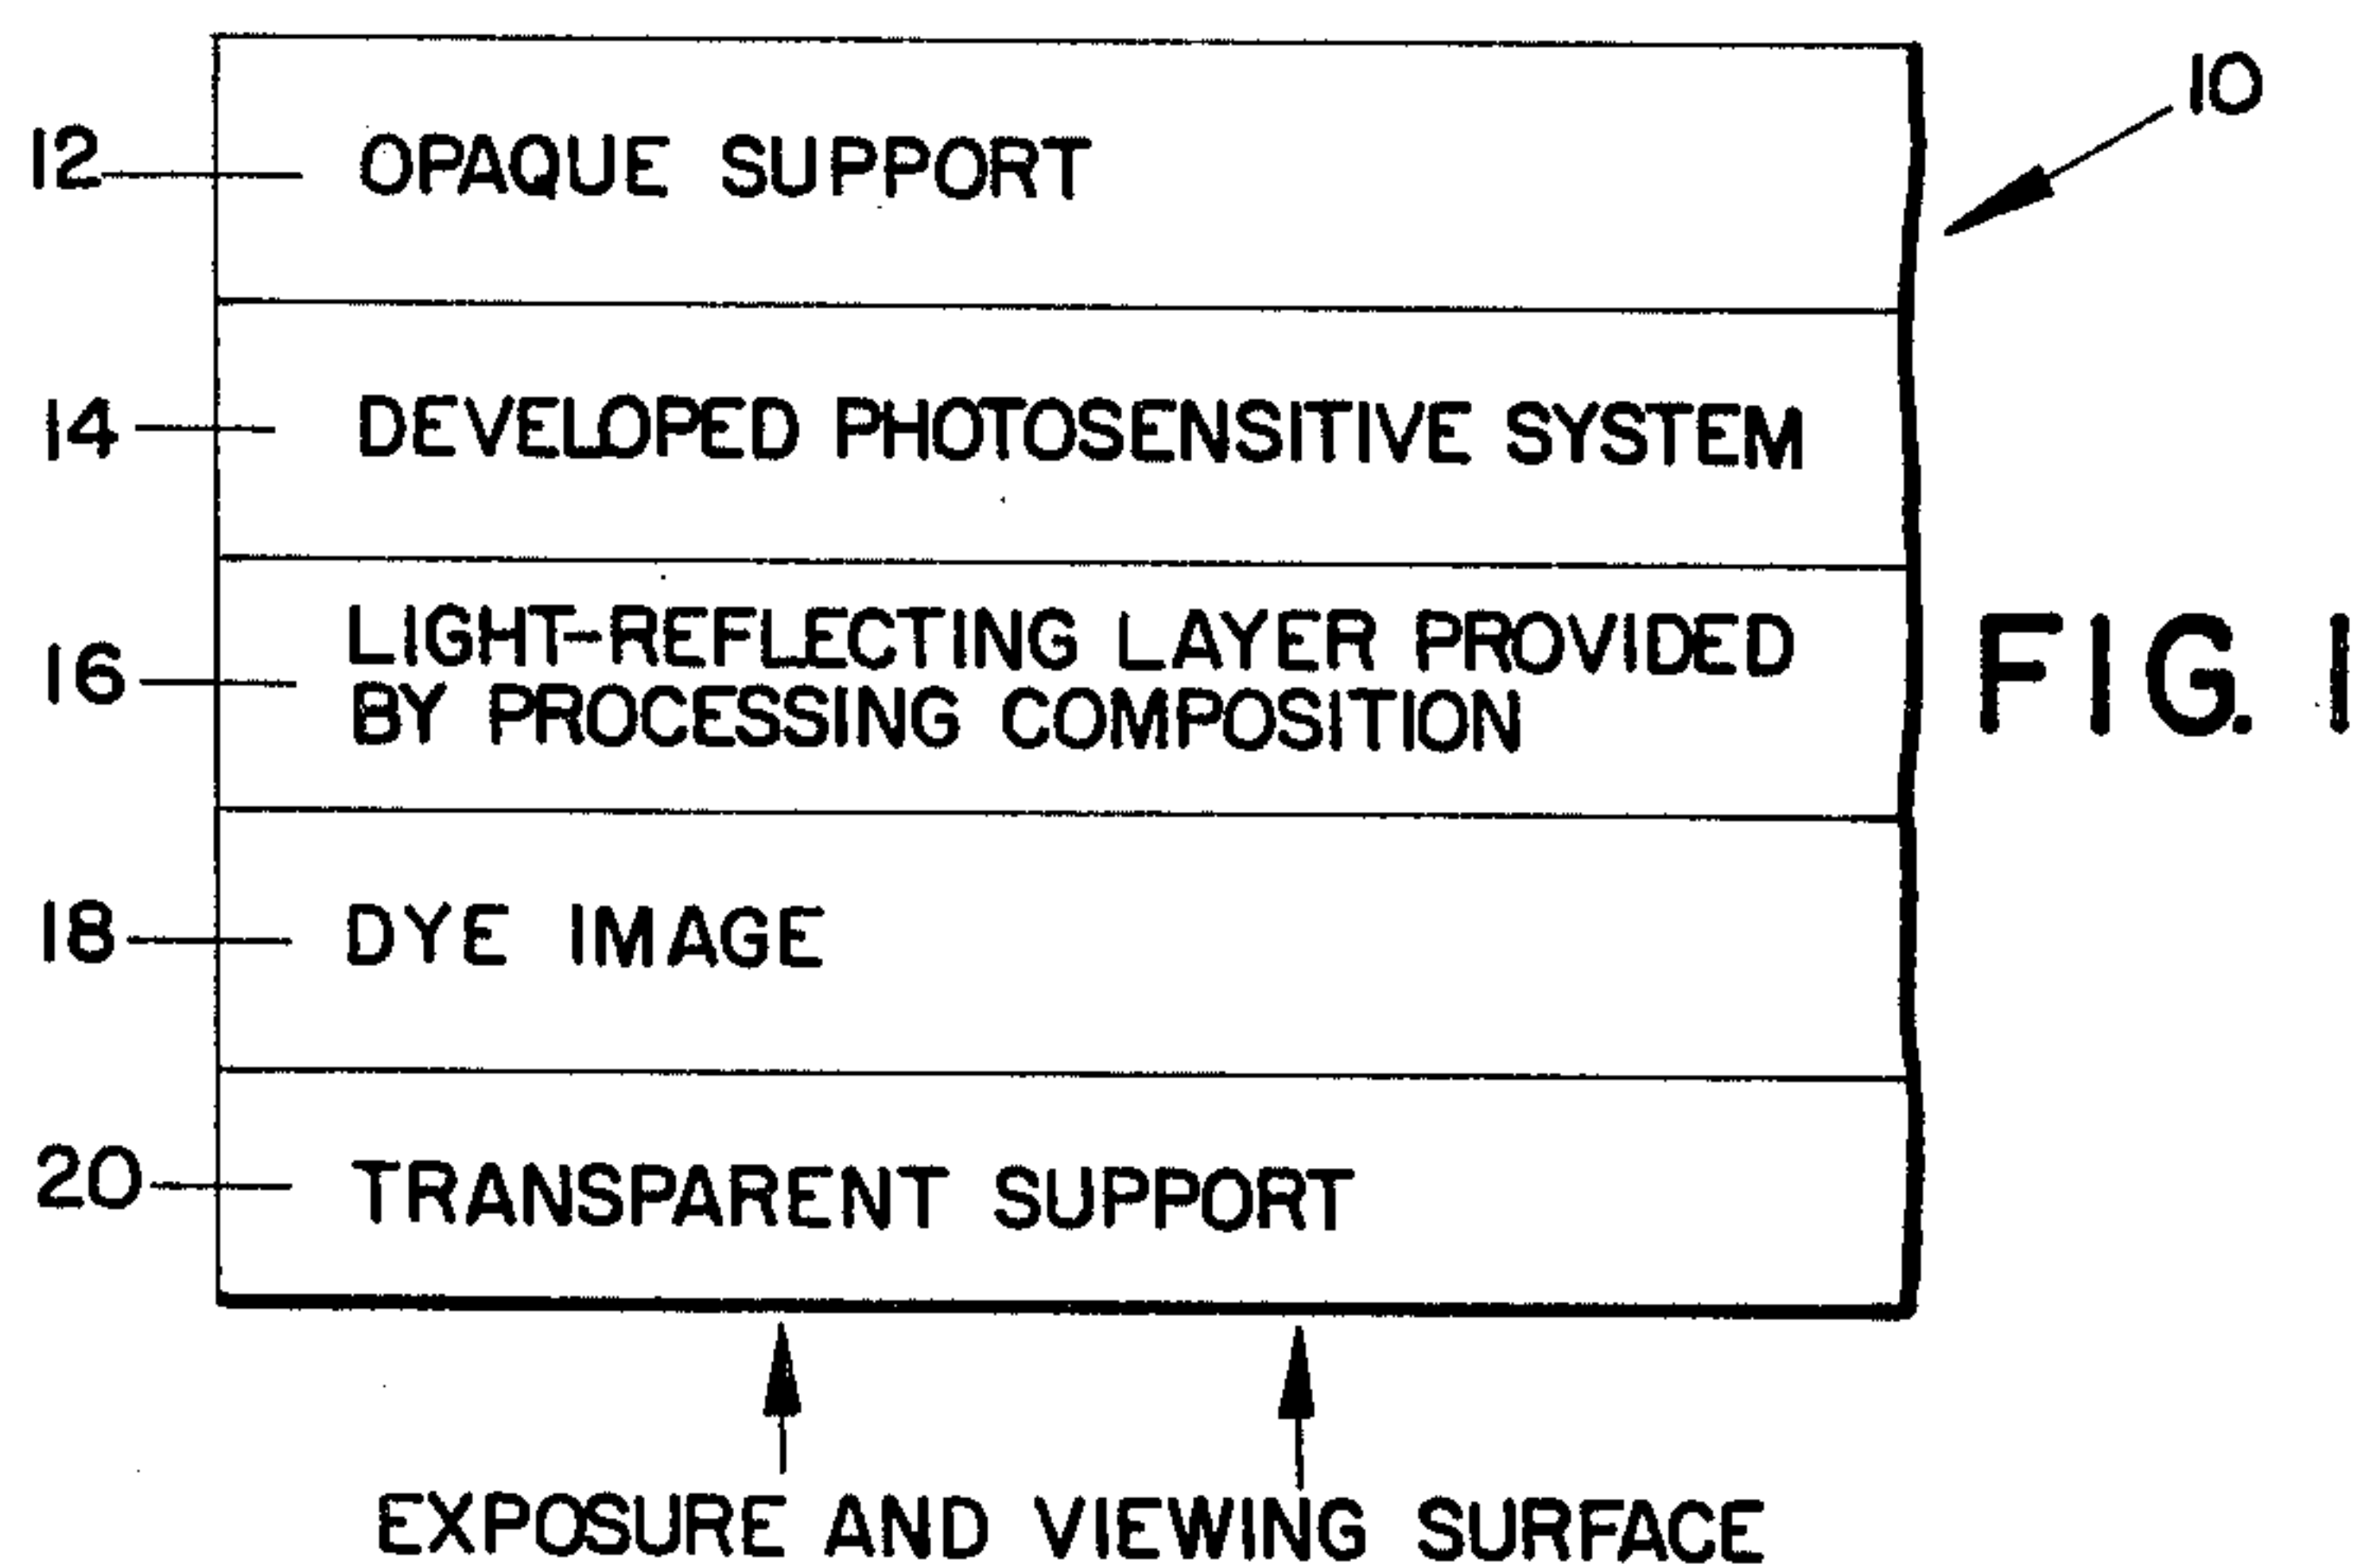 10
12 OPAQUE SUPPORT
14 DEVELOPED PHOTOSENSITIVE SYSTEM
16 LIGHT-REFLECTING LAYER PROVIDED
BY PROCESSING COMPOSITION
FIG. 1
18 DYE IMAGE
20 TRANSPARENT SUPPORT
EXPOSURE AND VIEWING SURFACE